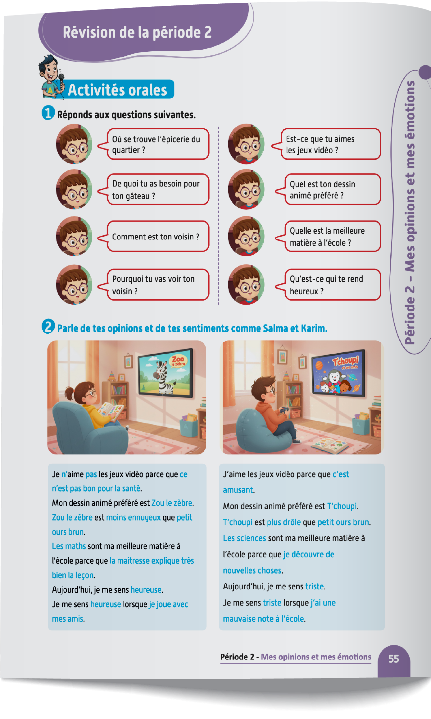 Révision de la période 2
Activités orales
1 Réponds aux questions suivantes.
Où se trouve l'épicerie du
quartier ?
Est-ce que tu aimes
les jeux vidéo ?
De quoi tu as besoin pour
ton gâteau ?
Quel est ton dessin
animé préféré ?
Comment est ton voisin ?
Quelle est la meilleure
matière à l'école ?
Pourquoi tu vas voir ton
voisin ?
Qu'est-ce qui te rend
heureux ?
2 Parle de tes opinions et de tes sentiments comme Salma et Karim.
Zou
le zèbre
Tchoupi
Je n'aime pas les jeux vidéo parce que ce
n'est pas bon pour la santé.
Mon dessin animé préféré est Zou le zèbre.
Zou le zèbre est moins ennuyeux que petit
ours brun.
Les maths sont ma meilleure matière à
l'école parce que la maitresse explique très
bien la leçon.
Aujourd'hui, je me sens heureuse.
Je me sens heureuse lorsque je joue avec
mes amis.
J'aime les jeux vidéo parce que c'est
amusant.
Mon dessin animé préféré est T'choupi.
T'choupi est plus drôle que petit ours brun.
Les sciences sont ma meilleure matière à
l'école parce que je découvre de
nouvelles choses.
Aujourd'hui, je me sens triste.
Je me sens triste lorsque j'ai une
mauvaise note à l'école.
Période 2 – Mes opinions et mes émotions
Période 2 - Mes opinions et mes émotions
55